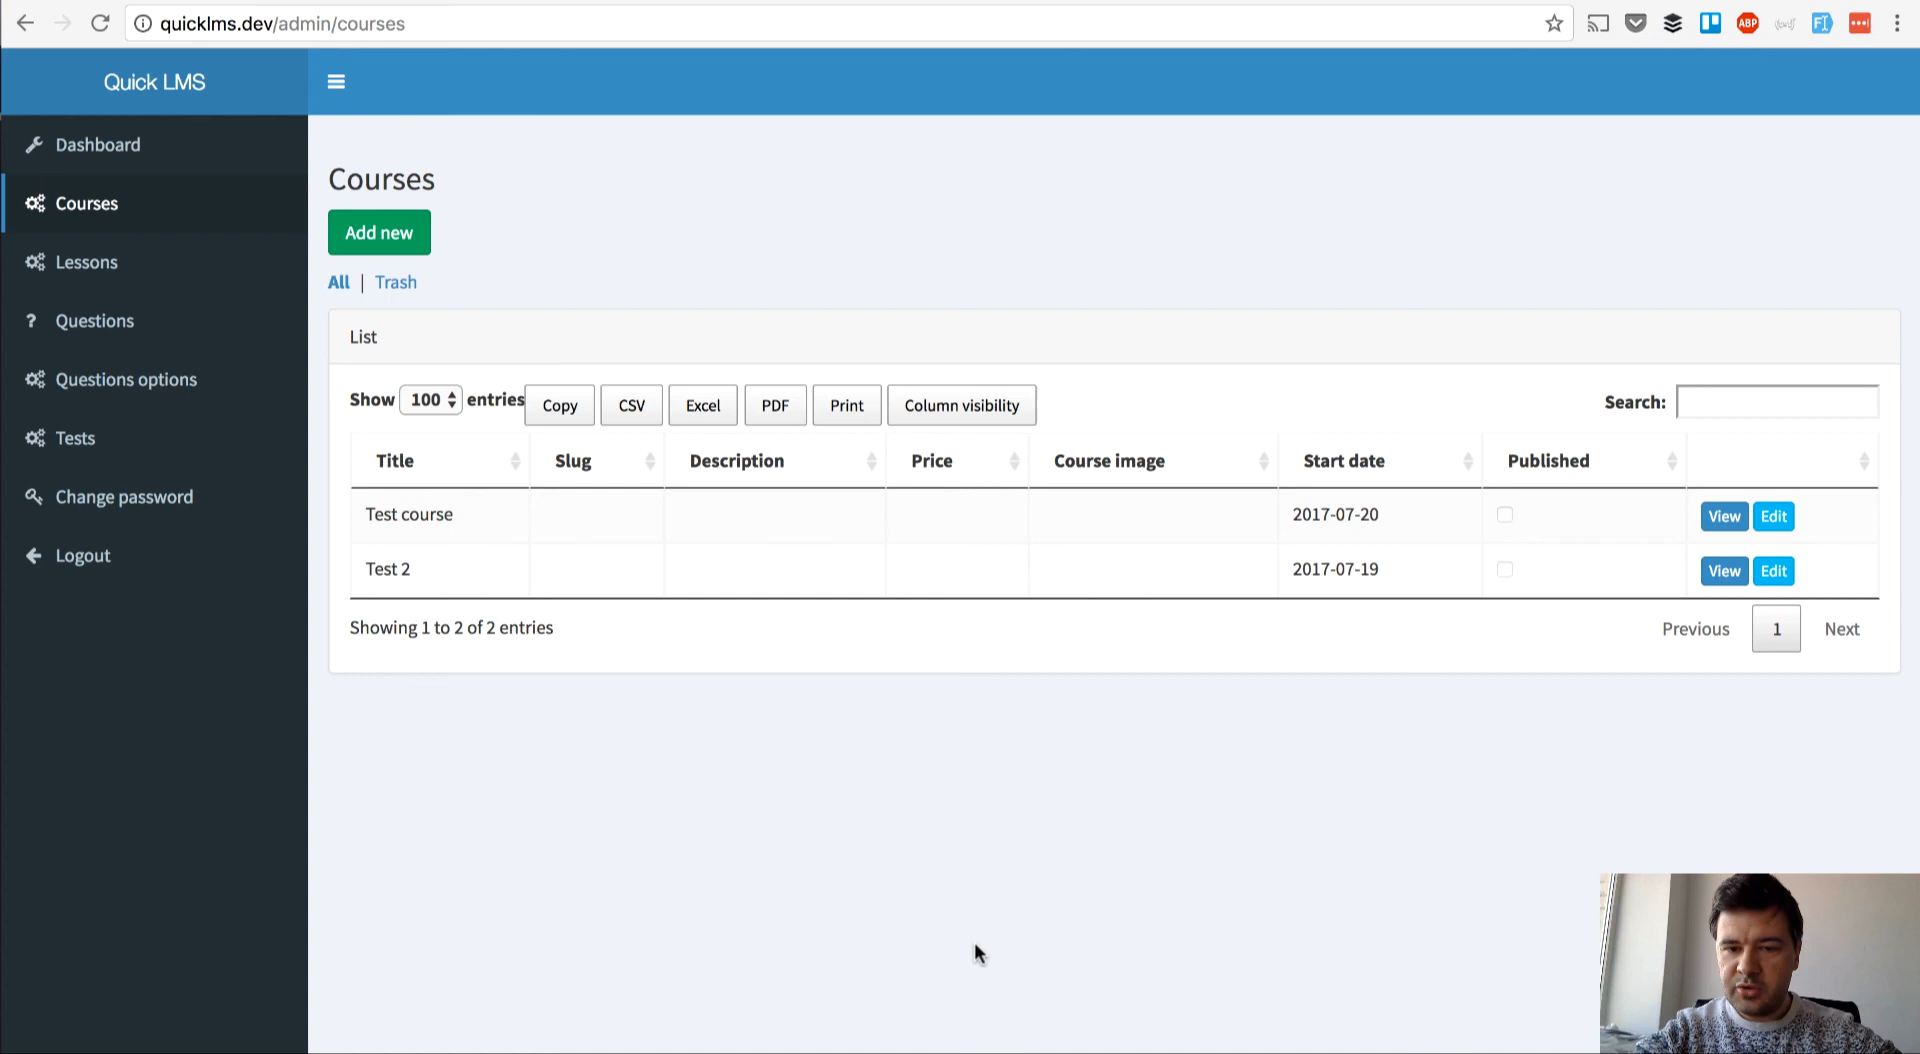 quicklms.dev/admin/courses
ABP
Quick LMS
Dashboard
Courses
Lessons
? Questions
Questions options
Tests
Change password
Logout
Courses
Add new
All | Trash
List
Show 100 entries Copy CSV Excel PDF Print Column visibility Search:
Title Slug Description Price Course image Start date Published
Test course 2017-07-20 View Edit
Test 2 2017-07-19 View Edit
Showing 1 to 2 of 2 entries Previous 1 Next